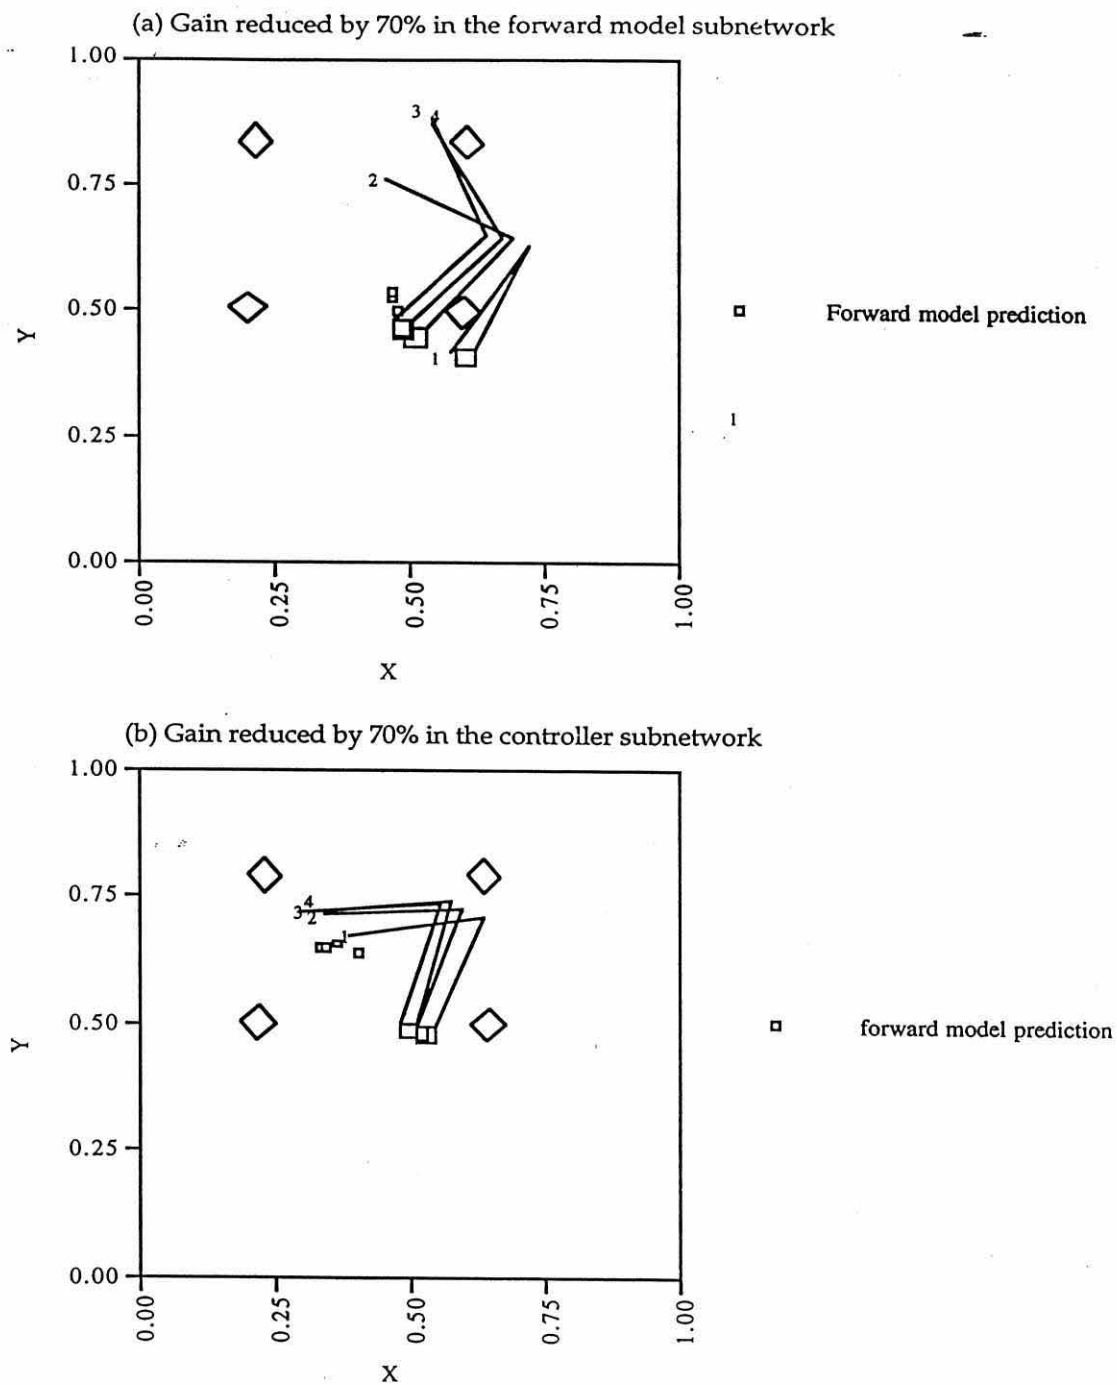 (a) Gain reduced by 70% in the forward model subnetwork
1.00
3 4
0.75
2
0.50
Forward model prediction
Y
1
1
0.25
0.00
0.00 0.25 0.50 0.75 1.00
X
(b) Gain reduced by 70% in the controller subnetwork
1.00
0.75
4
3 2
1
0.50
forward model prediction
Y
0.25
0.00
0.00 0.25 0.50 0.75 1.00
X